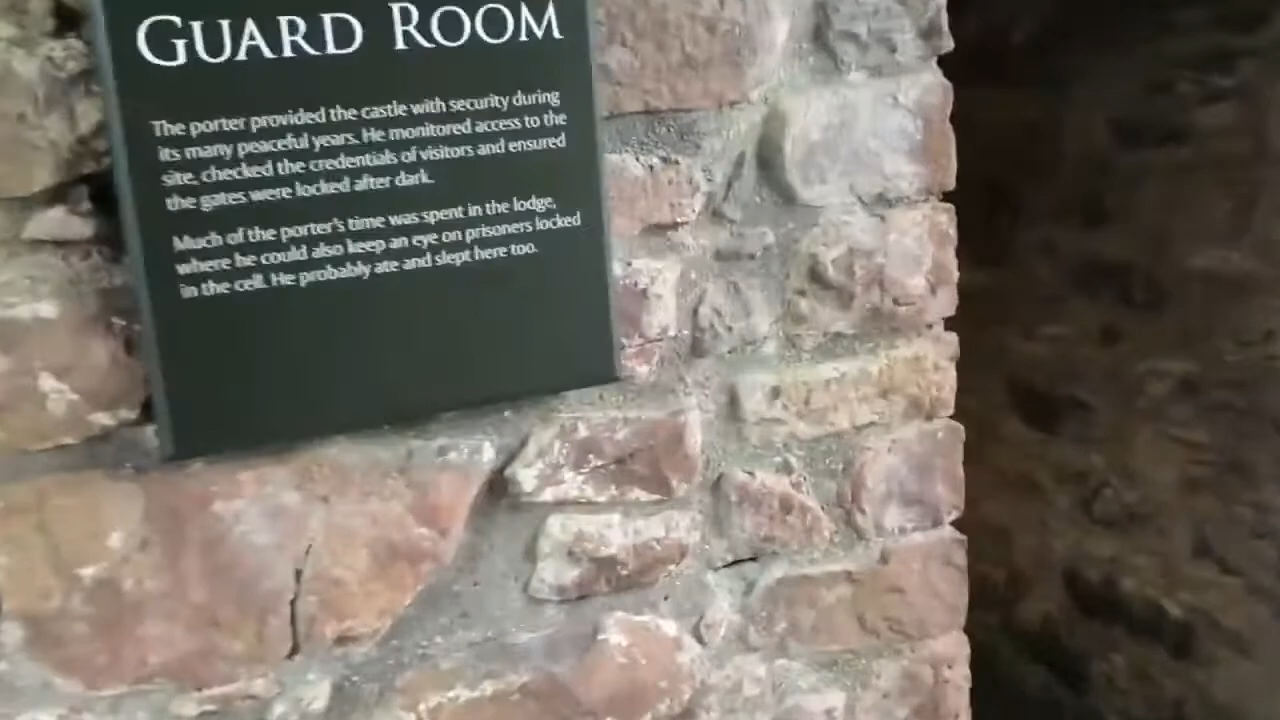 GUARD ROOM
The porter provided the castle with security during
its many peaceful years. He monitored access to the
site, checked the credentials of visitors and ensured
the gates were locked after dark.
Much of the porter's time was spent in the lodge,
where he could also keep an eye on prisoners locked
in the cell. He probably ate and slept here too.